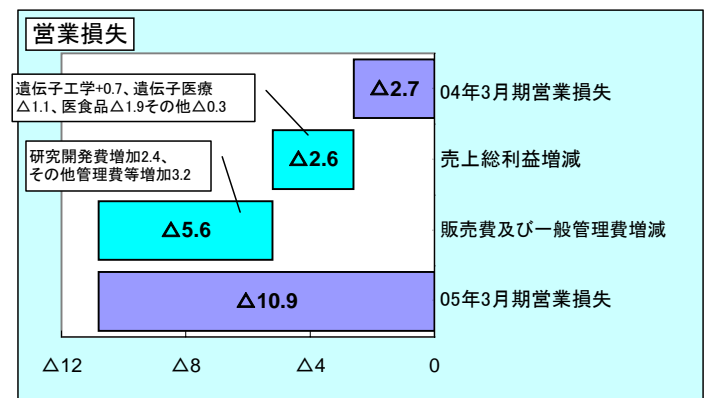 営業損失
遺伝子工学+0.7、遺伝子医療
△1.1、医食品△1.9その他△0.3
△2.7
04年3月期営業損失
研究開発費増加2.4、
その他管理費等増加3.2
△2.6
売上総利益増減
△5.6
販売費及び一般管理費増減
△10.9
05年3月期営業損失
△12
△8
△4
0